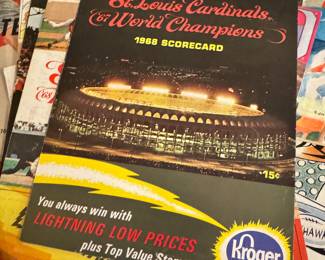 St. Louis Cardinals,
'67 World Champions
1968 SCORECARD
15¢
You always win with
LIGHTNING LOW PRICES
plus Top Value
Kroger
'68